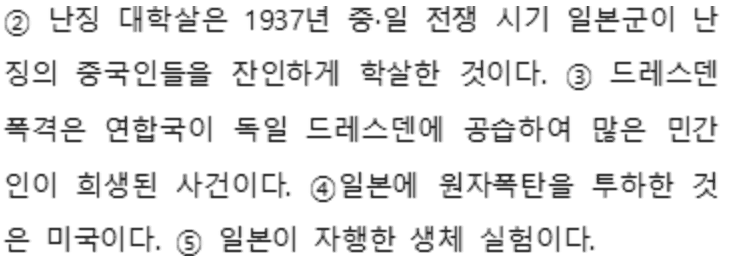 ② 난징 대학살은 1937년 중·일 전쟁 시기 일본군이 난
징의 중국인들을 잔인하게 학살한 것이다. ③ 드레스덴
폭격은 연합국이 독일 드레스덴에 공습하여 많은 민간
인이 희생된 사건이다. ④일본에 원자폭탄을 투하한 것
은 미국이다. ⑤ 일본이 자행한 생체 실험이다.